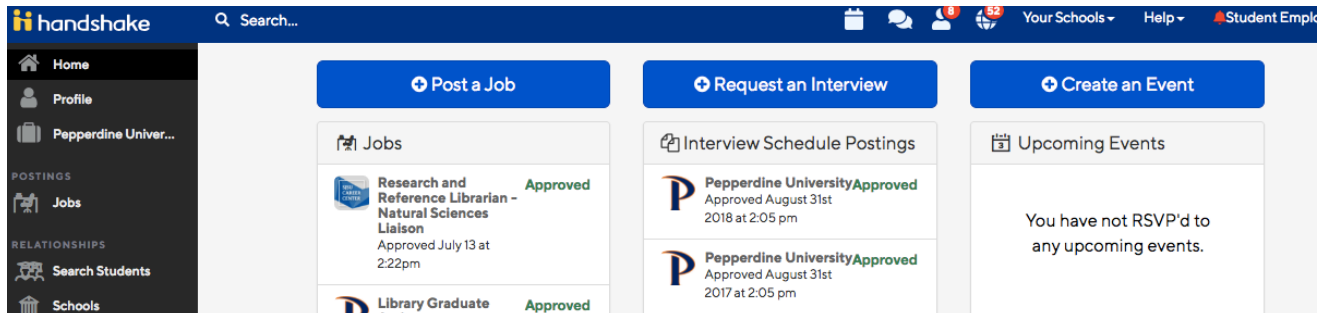 handshake
Search...
8
52
Your Schools
Help
Student Emplo
Home
Profile
Pepperdine Univer...
POSTINGS
Jobs
RELATIONSHIPS
Search Students
Schools
Post a Job
Jobs
Research and Approved
Reference Librarian -
Natural Sciences
Liaison
Approved July 13 at
2:22pm
Library Graduate Approved
Request an Interview
Interview Schedule Postings
Pepperdine University Approved
Approved August 31st
2018 at 2:05 pm
Pepperdine University Approved
Approved August 31st
2017 at 2:05 pm
Create an Event
3
Upcoming Events
You have not RSVP'd to
any upcoming events.